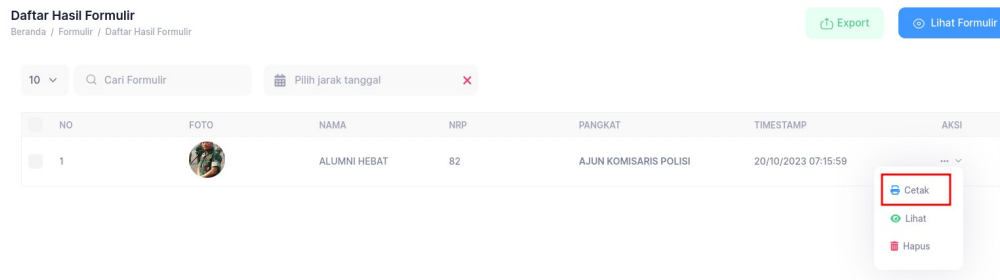 Daftar Hasil Formulir
Beranda / Formulir / Daftar Hasil Formulir
Export
Lihat Formulir
10
Cari Formulir
Pilih jarak tanggal
NO FOTO NAMA NRP PANGKAT TIMESTAMP AKSI
1 ALUMNI HEBAT 82 AJUN KOMISARIS POLISI 20/10/2023 07:15:59 ...
Cetak
Lihat
Hapus